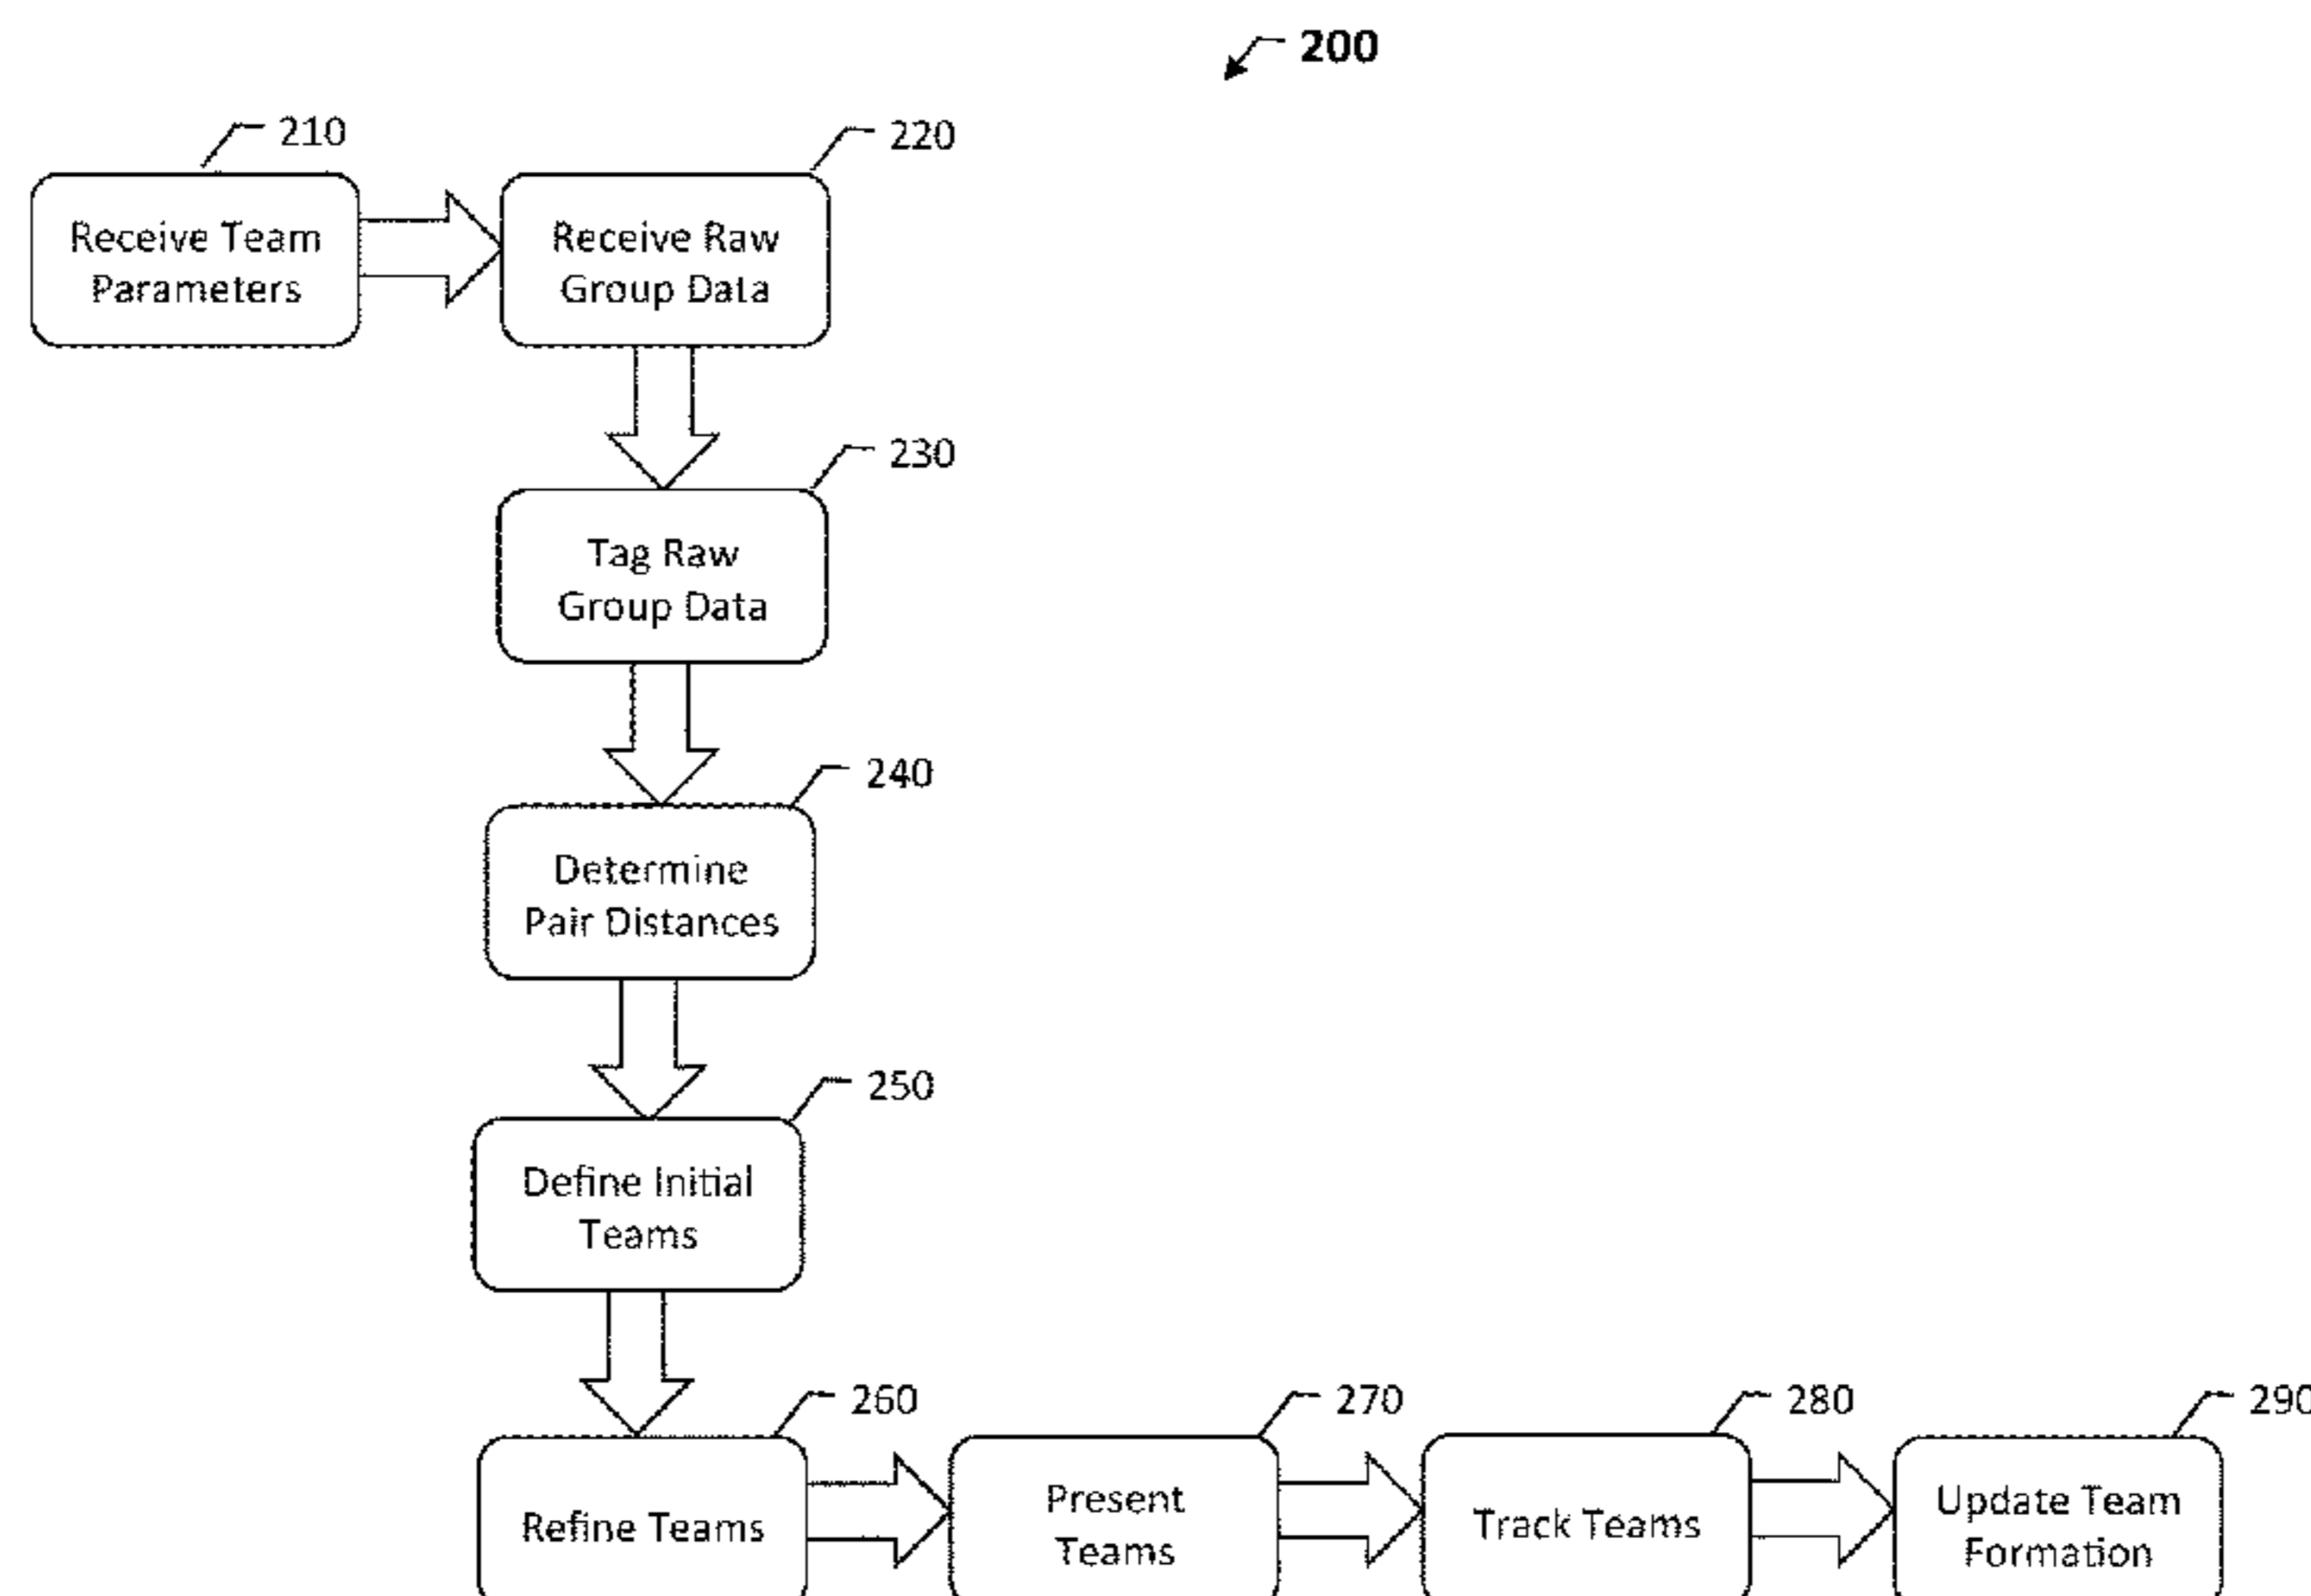 200
210
220
Receive Team
Parameters
Receive Raw
Group Data
230
Tag Raw
Group Data
240
Determine
Pair Distances
250
Define Initial
Teams
260
270
280
290
Refine Teams
Present
Teams
Track Teams
Update Team
Formation